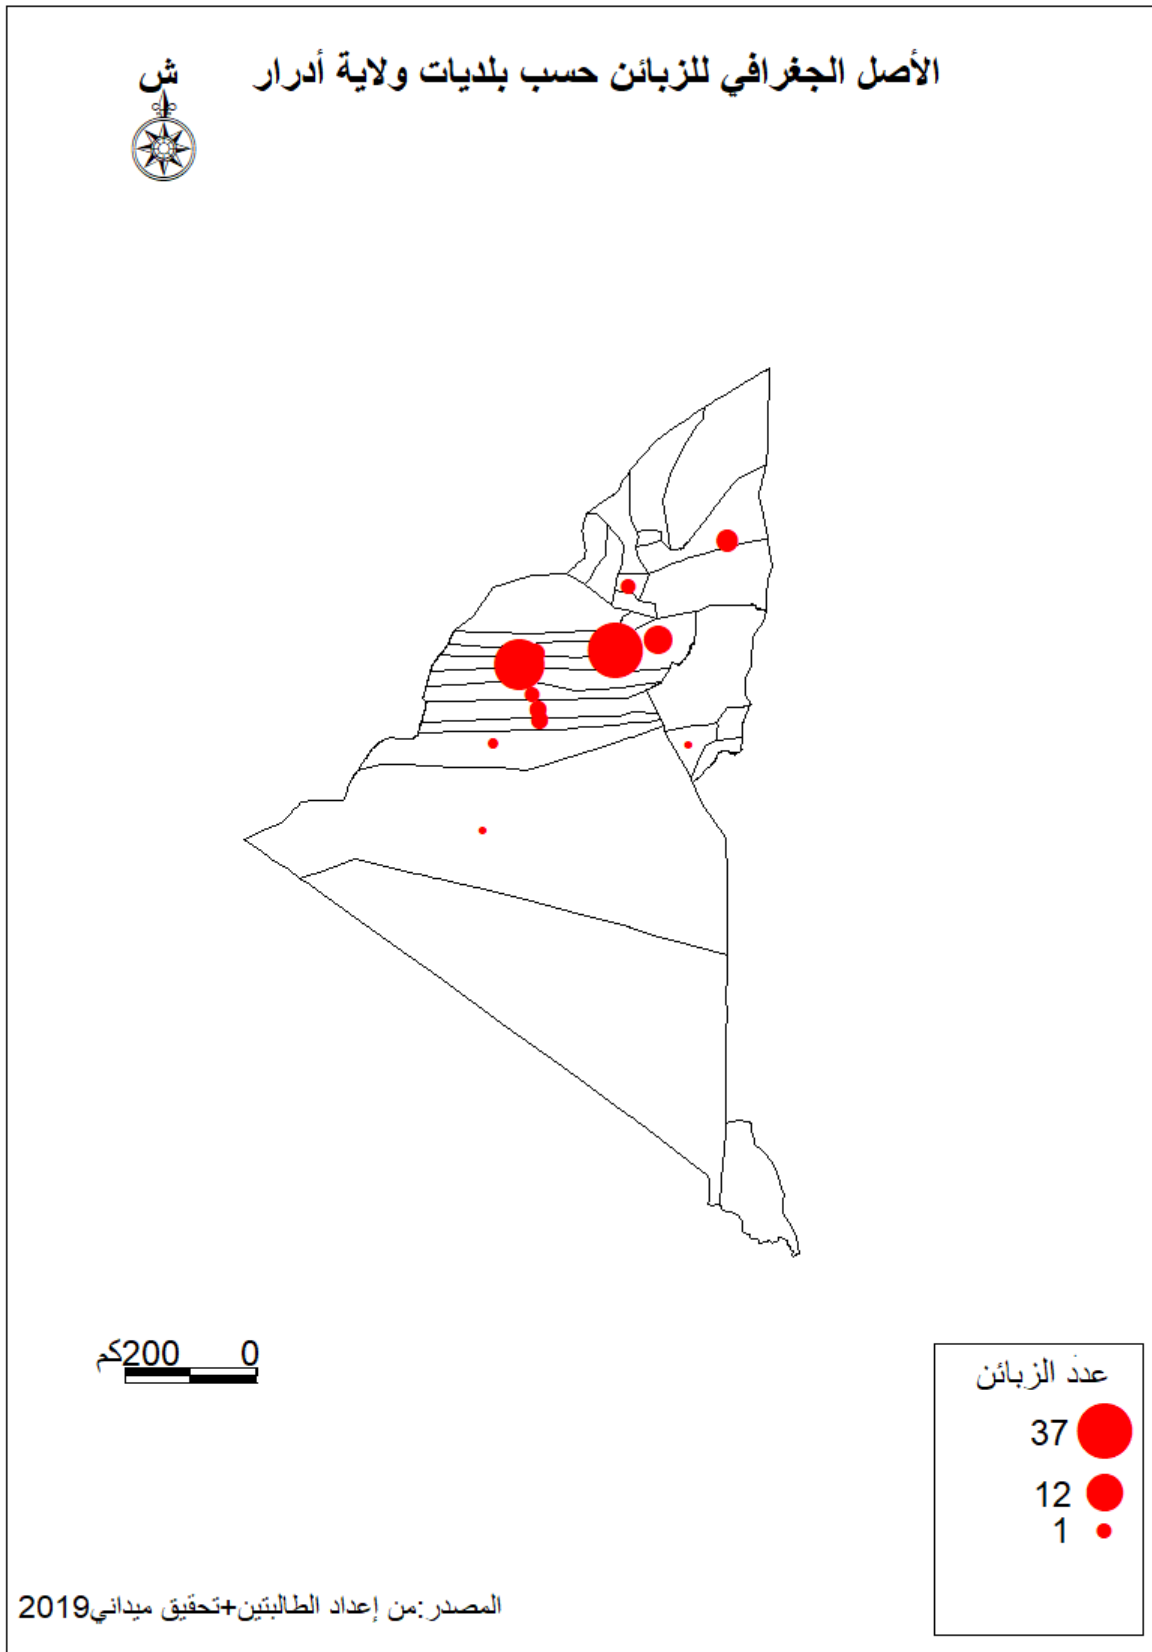 الأصل الجغرافي للزبائن حسب بلديات ولاية أدرار
ش
200كم 0
عدد الزبائن
37
12
1
المصدر:من إعداد الطالبتين+تحقيق ميداني2019